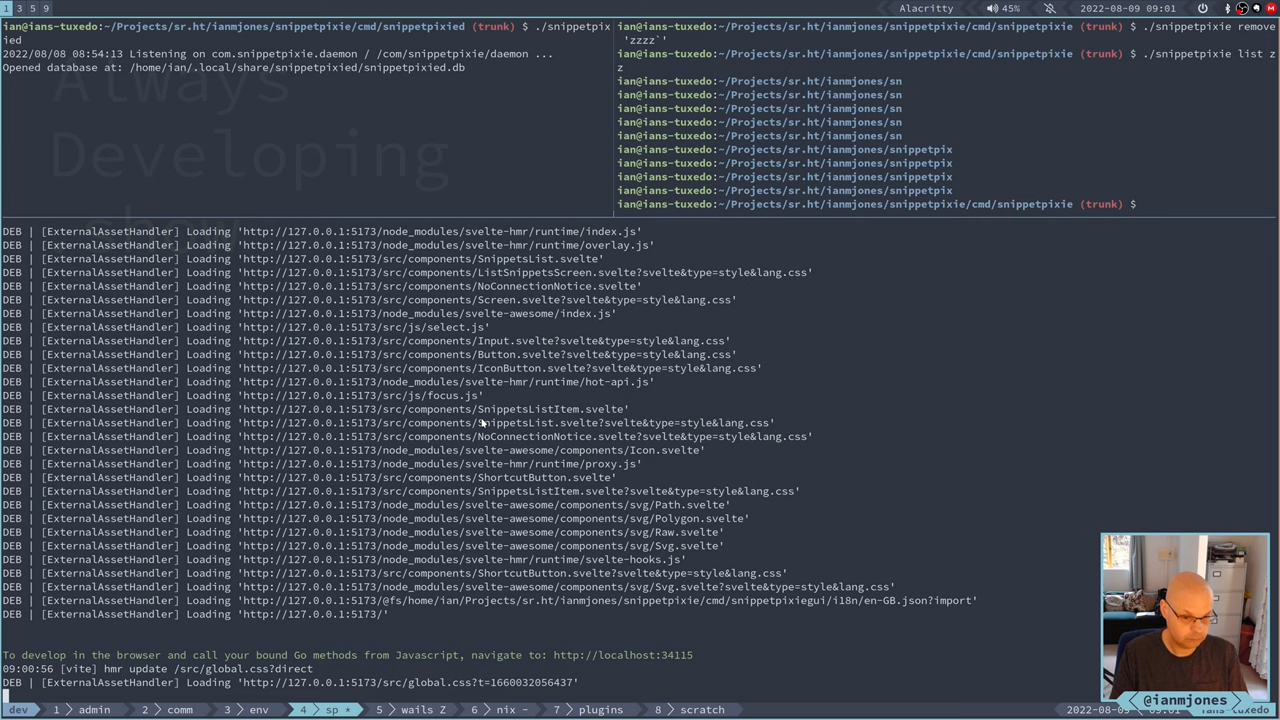 1 3 5 9
Alacritty 45% 2022-08-09 09:01
ian@ians-tuxedo:~/Projects/sr.ht/ianmjones/snippetpixie/cmd/snippetpixied (trunk) $ ./snippetpix
ied
2022/08/08 08:54:13 Listening on com.snippetpixie.daemon / /com/snippetpixie/daemon ...
Opened database at: /home/ian/.local/share/snippetpixied/snippetpixied.db
Always
Developing
show
ian@ians-tuxedo:~/Projects/sr.ht/ianmjones/snippetpixie/cmd/snippetpixie (trunk) $ ./snippetpixie remove
'zzzz`'
ian@ians-tuxedo:~/Projects/sr.ht/ianmjones/snippetpixie/cmd/snippetpixie (trunk) $ ./snippetpixie list z
z
ian@ians-tuxedo:~/Projects/sr.ht/ianmjones/sn
ian@ians-tuxedo:~/Projects/sr.ht/ianmjones/sn
ian@ians-tuxedo:~/Projects/sr.ht/ianmjones/sn
ian@ians-tuxedo:~/Projects/sr.ht/ianmjones/sn
ian@ians-tuxedo:~/Projects/sr.ht/ianmjones/sn
ian@ians-tuxedo:~/Projects/sr.ht/ianmjones/snippetpix
ian@ians-tuxedo:~/Projects/sr.ht/ianmjones/snippetpix
ian@ians-tuxedo:~/Projects/sr.ht/ianmjones/snippetpix
ian@ians-tuxedo:~/Projects/sr.ht/ianmjones/snippetpix
ian@ians-tuxedo:~/Projects/sr.ht/ianmjones/snippetpixie/cmd/snippetpixie (trunk) $
DEB | [ExternalAssetHandler] Loading 'http://127.0.0.1:5173/node_modules/svelte-hmr/runtime/index.js'
DEB | [ExternalAssetHandler] Loading 'http://127.0.0.1:5173/node_modules/svelte-hmr/runtime/overlay.js'
DEB | [ExternalAssetHandler] Loading 'http://127.0.0.1:5173/src/components/SnippetsList.svelte'
DEB | [ExternalAssetHandler] Loading 'http://127.0.0.1:5173/src/components/ListSnippetsScreen.svelte?svelte&type=style&lang.css'
DEB | [ExternalAssetHandler] Loading 'http://127.0.0.1:5173/src/components/NoConnectionNotice.svelte'
DEB | [ExternalAssetHandler] Loading 'http://127.0.0.1:5173/src/components/Screen.svelte?svelte&type=style&lang.css'
DEB | [ExternalAssetHandler] Loading 'http://127.0.0.1:5173/node_modules/svelte-awesome/index.js'
DEB | [ExternalAssetHandler] Loading 'http://127.0.0.1:5173/src/js/select.js'
DEB | [ExternalAssetHandler] Loading 'http://127.0.0.1:5173/src/components/Input.svelte?svelte&type=style&lang.css'
DEB | [ExternalAssetHandler] Loading 'http://127.0.0.1:5173/src/components/Button.svelte?svelte&type=style&lang.css'
DEB | [ExternalAssetHandler] Loading 'http://127.0.0.1:5173/src/components/IconButton.svelte?svelte&type=style&lang.css'
DEB | [ExternalAssetHandler] Loading 'http://127.0.0.1:5173/node_modules/svelte-hmr/runtime/hot-api.js'
DEB | [ExternalAssetHandler] Loading 'http://127.0.0.1:5173/src/js/focus.js'
DEB | [ExternalAssetHandler] Loading 'http://127.0.0.1:5173/src/components/SnippetsListItem.svelte'
DEB | [ExternalAssetHandler] Loading 'http://127.0.0.1:5173/src/components/SnippetsList.svelte?svelte&type=style&lang.css'
DEB | [ExternalAssetHandler] Loading 'http://127.0.0.1:5173/src/components/NoConnectionNotice.svelte?svelte&type=style&lang.css'
DEB | [ExternalAssetHandler] Loading 'http://127.0.0.1:5173/node_modules/svelte-awesome/components/Icon.svelte'
DEB | [ExternalAssetHandler] Loading 'http://127.0.0.1:5173/node_modules/svelte-hmr/runtime/proxy.js'
DEB | [ExternalAssetHandler] Loading 'http://127.0.0.1:5173/src/components/ShortcutButton.svelte'
DEB | [ExternalAssetHandler] Loading 'http://127.0.0.1:5173/src/components/SnippetsListItem.svelte?svelte&type=style&lang.css'
DEB | [ExternalAssetHandler] Loading 'http://127.0.0.1:5173/node_modules/svelte-awesome/components/svg/Path.svelte'
DEB | [ExternalAssetHandler] Loading 'http://127.0.0.1:5173/node_modules/svelte-awesome/components/svg/Polygon.svelte'
DEB | [ExternalAssetHandler] Loading 'http://127.0.0.1:5173/node_modules/svelte-awesome/components/svg/Raw.svelte'
DEB | [ExternalAssetHandler] Loading 'http://127.0.0.1:5173/node_modules/svelte-awesome/components/svg/Svg.svelte'
DEB | [ExternalAssetHandler] Loading 'http://127.0.0.1:5173/node_modules/svelte-hmr/runtime/svelte-hooks.js'
DEB | [ExternalAssetHandler] Loading 'http://127.0.0.1:5173/src/components/ShortcutButton.svelte?svelte&type=style&lang.css'
DEB | [ExternalAssetHandler] Loading 'http://127.0.0.1:5173/node_modules/svelte-awesome/components/svg/Svg.svelte?svelte&type=style&lang.css'
DEB | [ExternalAssetHandler] Loading 'http://127.0.0.1:5173/@fs/home/ian/Projects/sr.ht/ianmjones/snippetpixie/cmd/snippetpixiegui/i18n/en-GB.json?import'
DEB | [ExternalAssetHandler] Loading 'http://127.0.0.1:5173/'
To develop in the browser and call your bound Go methods from Javascript, navigate to: http://localhost:34115
09:00:56 [vite] hmr update /src/global.css?direct
DEB | [ExternalAssetHandler] Loading 'http://127.0.0.1:5173/src/global.css?t=1660032056437'
@ianmjones
dev 1 admin 2 comm 3 env 4 sp * 5 wails Z 6 nix - 7 plugins 8 scratch 2022-08-09 09:01 ians-tuxedo